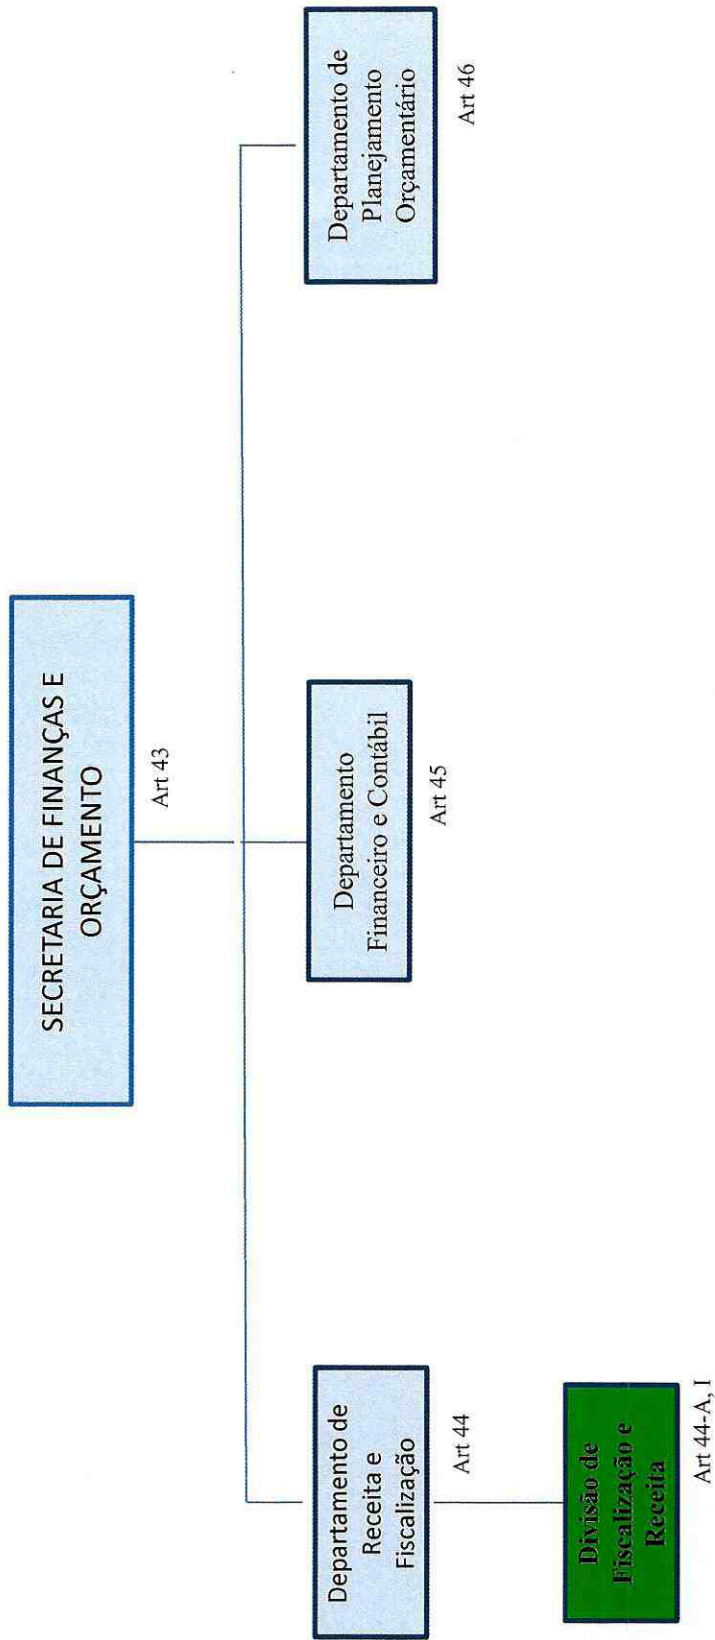 SECRETARIA DE FINANÇAS E
ORÇAMENTO
Art 43
Departamento de
Receita e
Fiscalização
Art 44
Divisão de
Fiscalização e
Receita
Art 44-A, I
Departamento
Financeiro e Contábil
Art 45
Departamento de
Planejamento
Orçamentário
Art 46